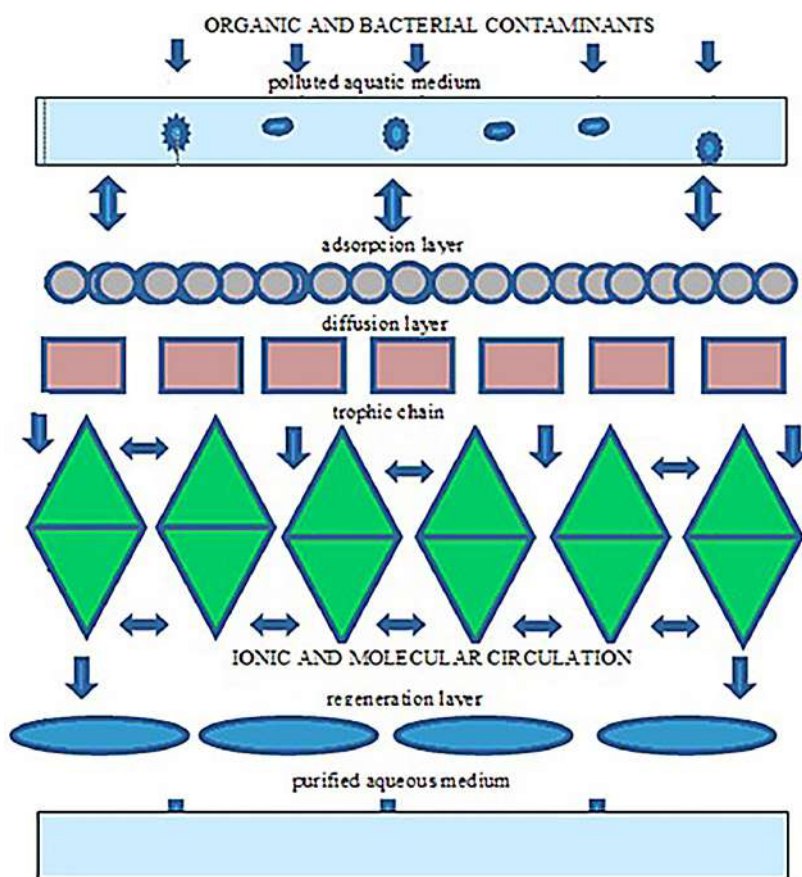 ORGANIC AND BACTERIAL CONTAMINANTS
polluted aquatic medium
adsorpcion layer
diffusion layer
trophic chain
IONIC AND MOLECULAR CIRCULATION
regeneration layer
purified aqueous medium